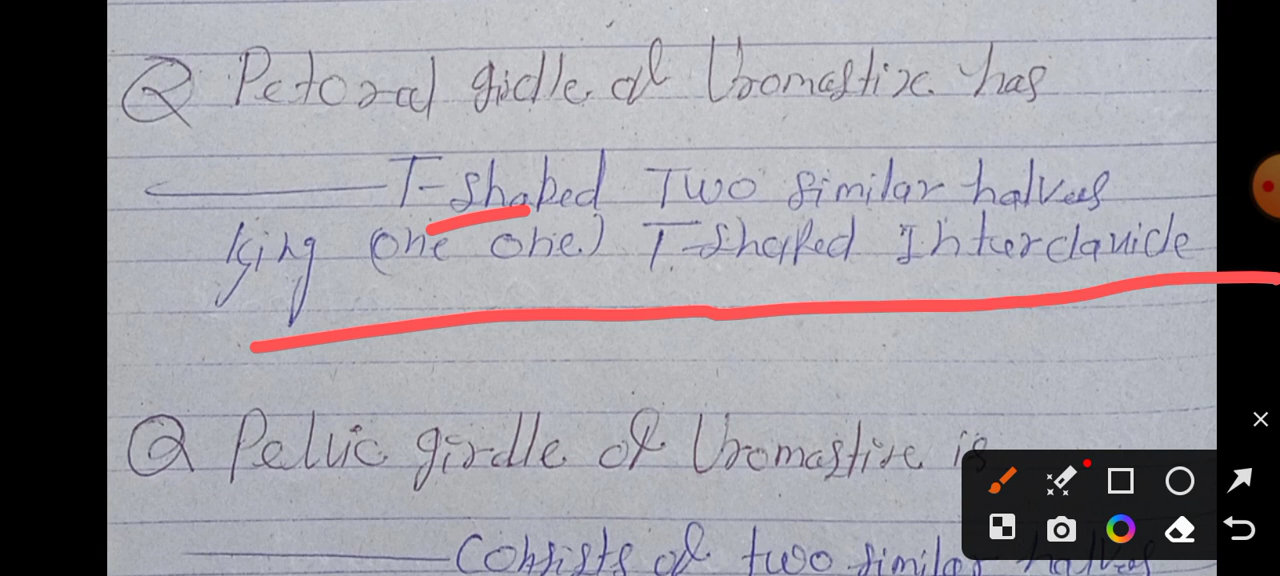 Q Pectoral girdle of Uromastix has
T-Shaped Two similar halves
(one one) T-Shaped Interclavicle
Q Pelvic girdle of Uromastix is
Consists of two similar halves